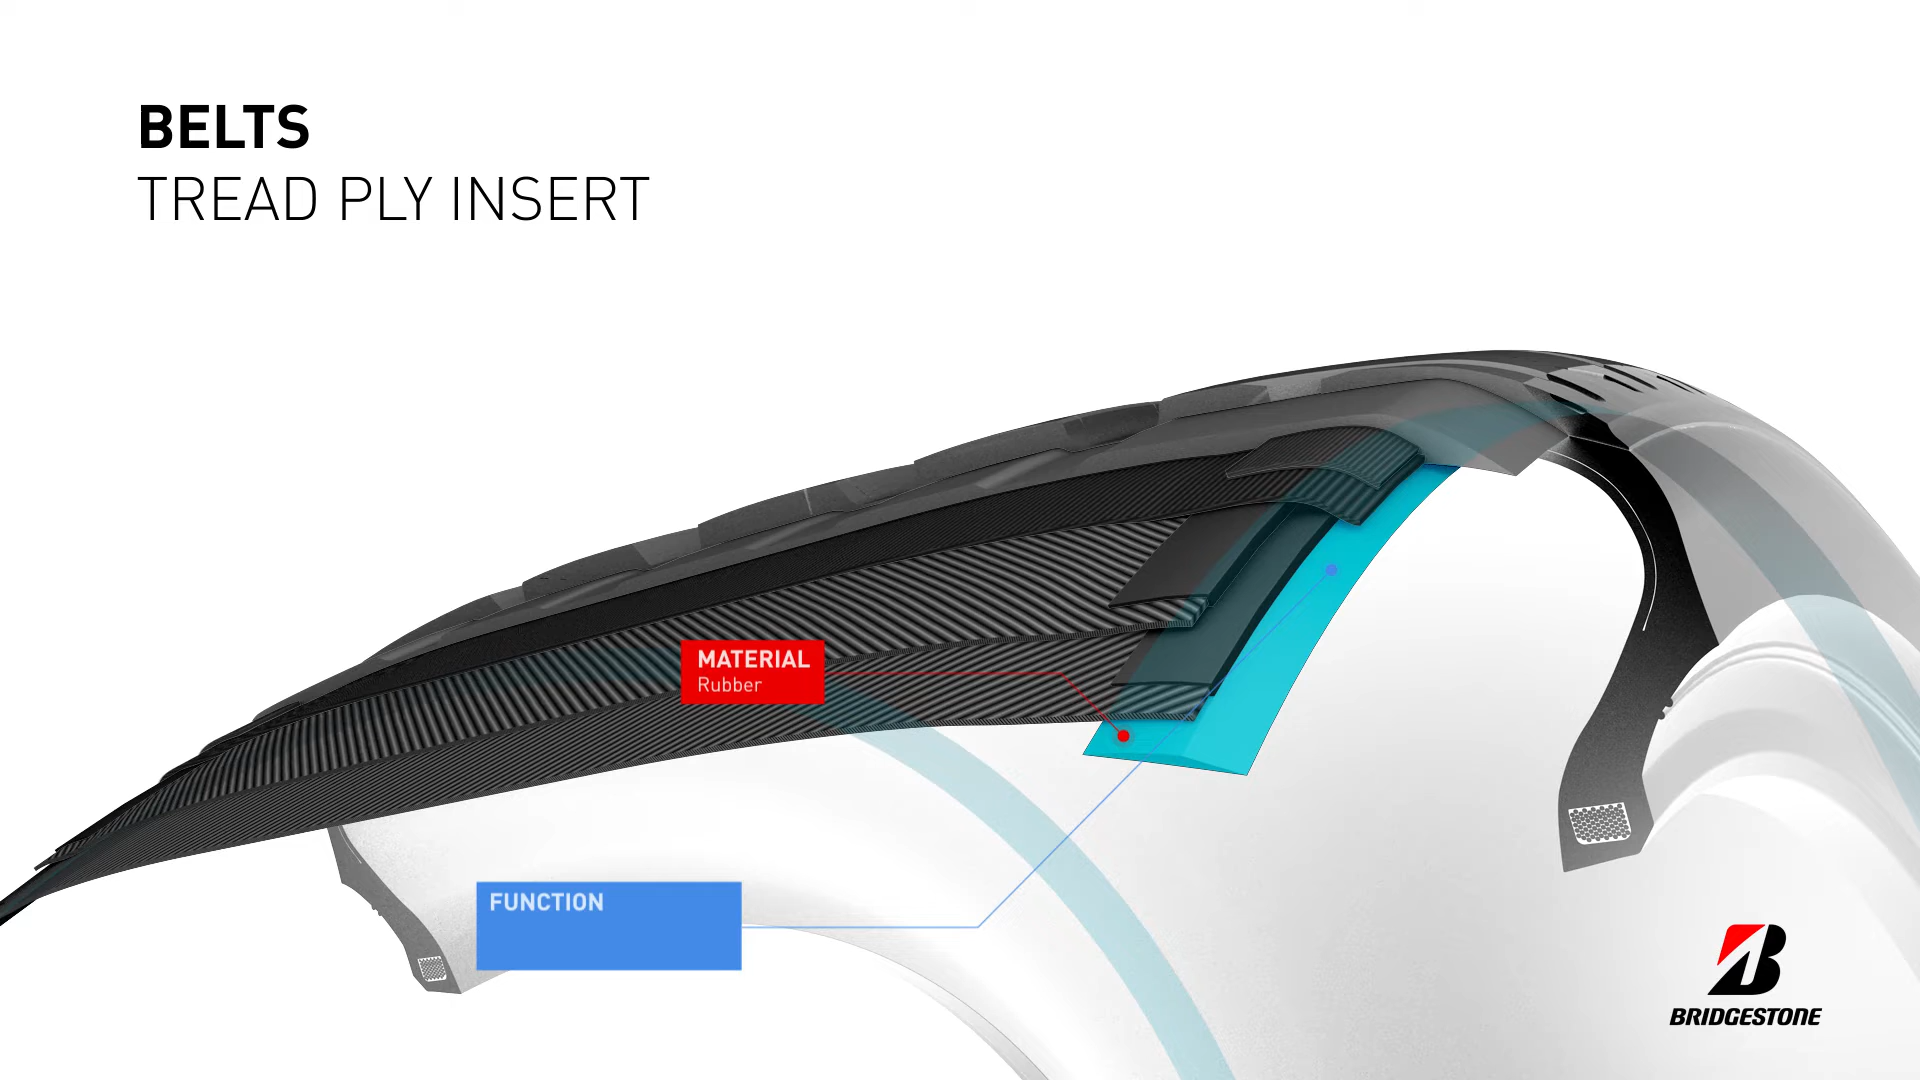 BELTS
TREAD PLY INSERT
MATERIAL
Rubber
FUNCTION
BRIDGESTONE